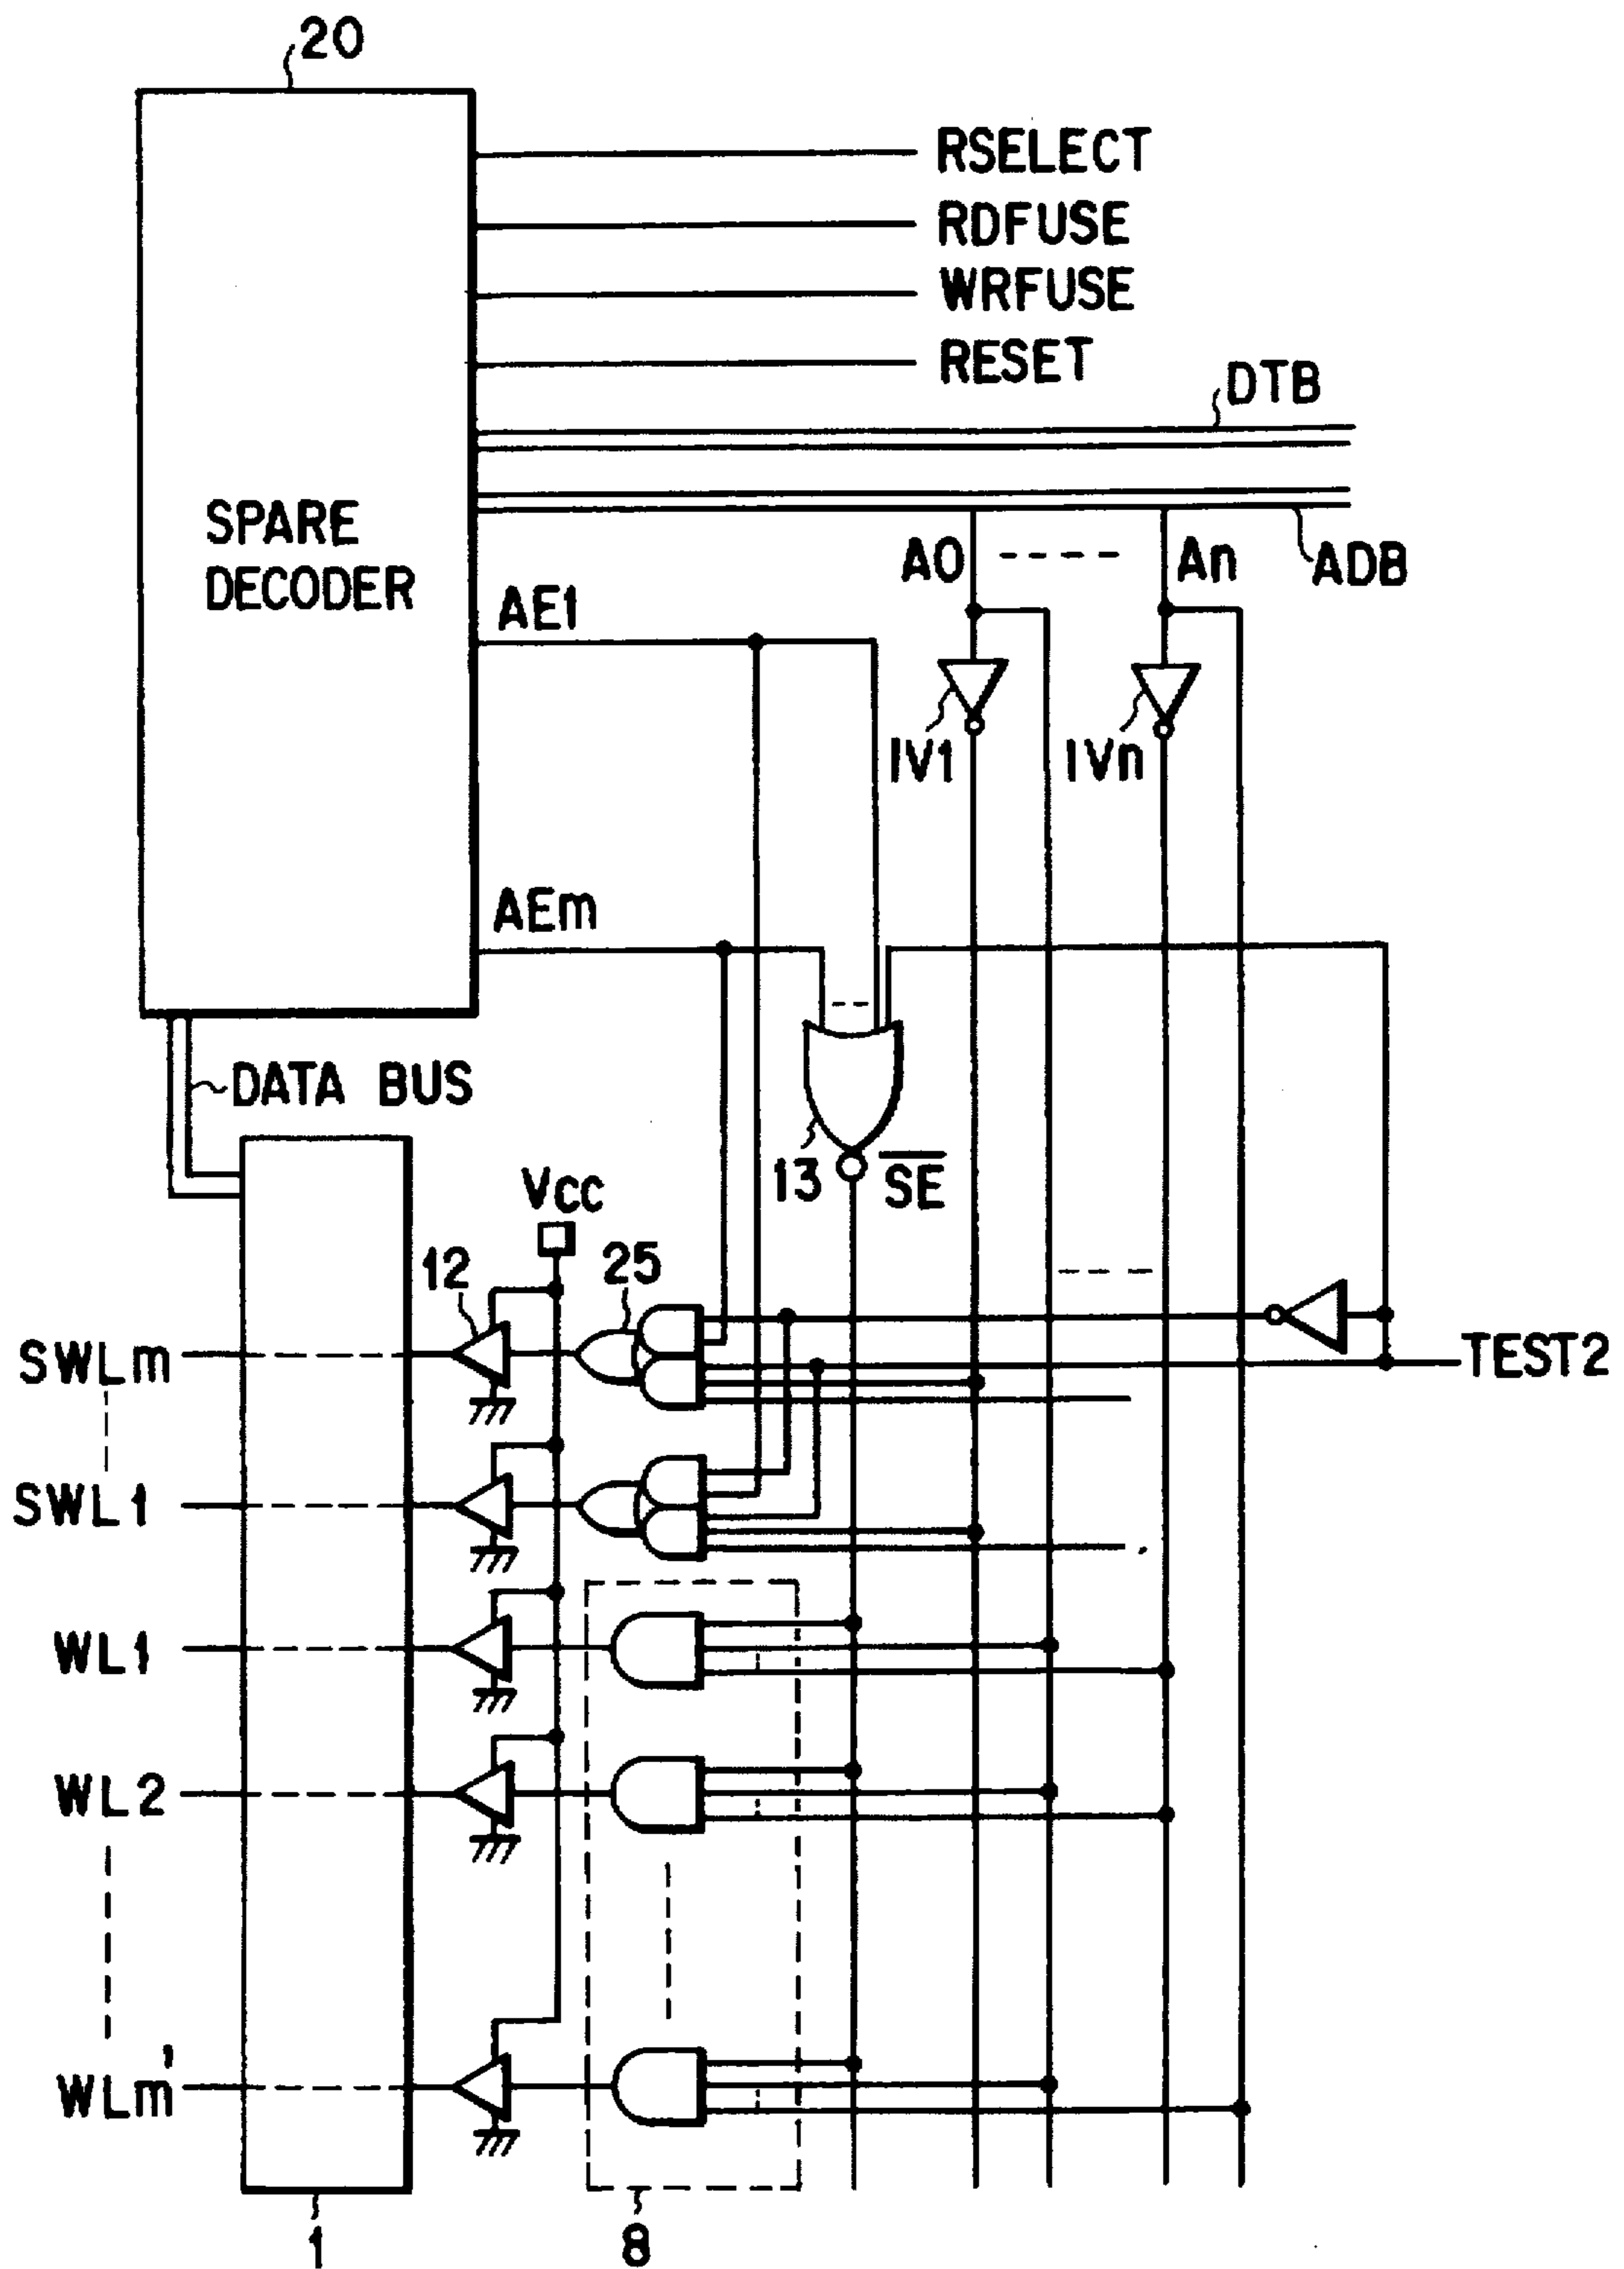 20
RSELECT
RDFUSE
WRFUSE
RESET
DTB
SPARE
DECODER
A0
An
ADB
AE1
IV1
IVn
AEm
DATA BUS
13
SE
Vcc
12
25
SWLm
TEST2
SWL1
WL1
WL2
WLm'
1
8